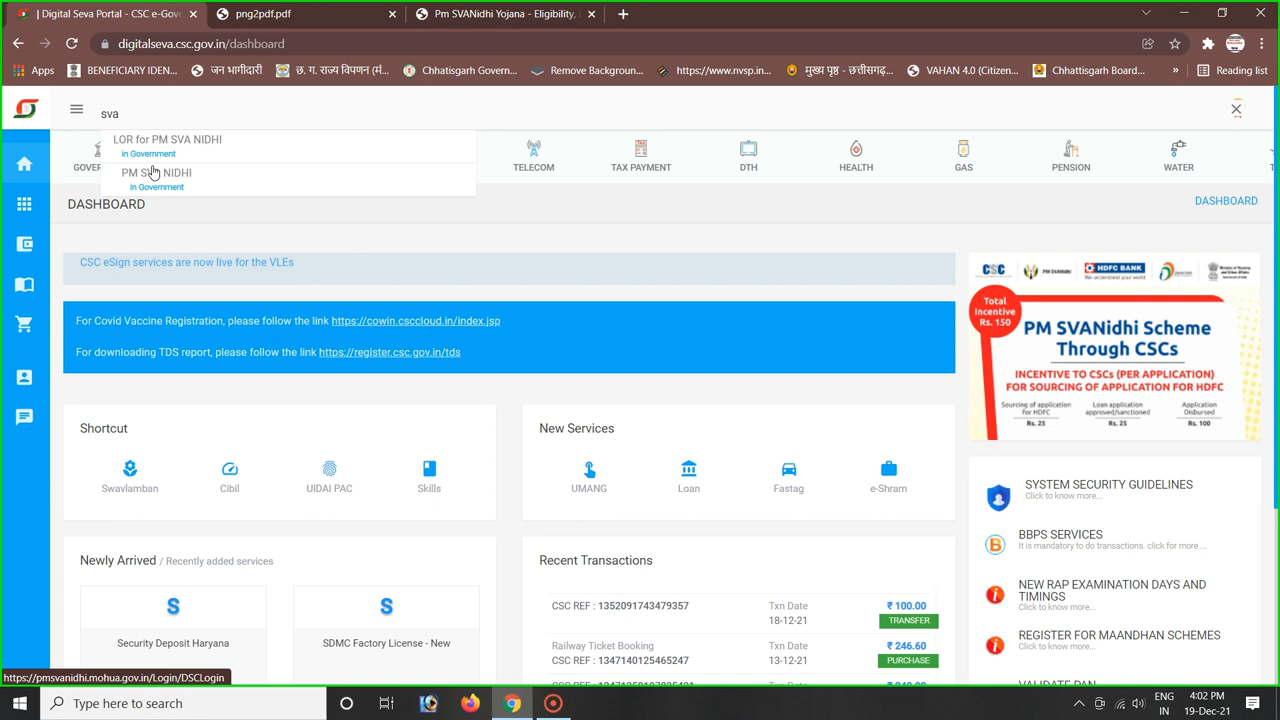 Digital Seva Portal CSC e-Gov
png2pdf.pdf
Pm SVANidhi Yojana - Eligibility,
digitalseva.csc.gov.in/dashboard
Apps
BENEFICIARY IDEN...
जन भागीदारी
छ. ग. राज्य विपणन (मं...
Chhatisgarh Govern...
Remove Backgroun...
https://www.nvsp.in...
मुख्य पृष्ठ - छत्तीसगढ़...
VAHAN 4.0 (Citizen...
Chhattisgarh Board...
»
Reading list
sva
LOR for PM SVA NIDHI
in Government
PM SVA NIDHI
in Government
GOVER
TELECOM
TAX PAYMENT
DTH
HEALTH
GAS
PENSION
WATER
DASHBOARD
DASHBOARD
CSC eSign services are now live for the VLEs
For Covid Vaccine Registration, please follow the link https://cowin.csccloud.in/index.jsp
For downloading TDS report, please follow the link https://register.csc.gov.in/tds
CSC
PM SVANidhi
HDFC BANK
We understand your world
Total
Incentive
Rs. 150
PM SVANidhi Scheme
Through CSCs
INCENTIVE TO CSCs (PER APPLICATION)
FOR SOURCING OF APPLICATION FOR HDFC
Sourcing of application
for HDFC
Rs. 25
Loan application
approved/sanctioned
Rs. 25
Application
Disbursed
Rs. 100
Shortcut
Swavlamban
Cibil
UIDAI PAC
Skills
New Services
UMANG
Loan
Fastag
e-Shram
SYSTEM SECURITY GUIDELINES
Click to know more...
BBPS SERVICES
It is mandatory to do transactions. click for more ...
NEW RAP EXAMINATION DAYS AND
TIMINGS
Click to know more...
REGISTER FOR MAANDHAN SCHEMES
Click to know more...
VALIDATE PAN
Newly Arrived / Recently added services
S
Security Deposit Haryana
S
SDMC Factory License - New
Recent Transactions
CSC REF : 1352091743479357
Txn Date
18-12-21
₹ 100.00
TRANSFER
Railway Ticket Booking
CSC REF : 1347140125465247
Txn Date
13-12-21
₹ 246.60
PURCHASE
https://pmsvanidhi.mohua.gov.in/Login/DSCLogin
Type here to search
ENG
IN
4:02 PM
19-Dec-21